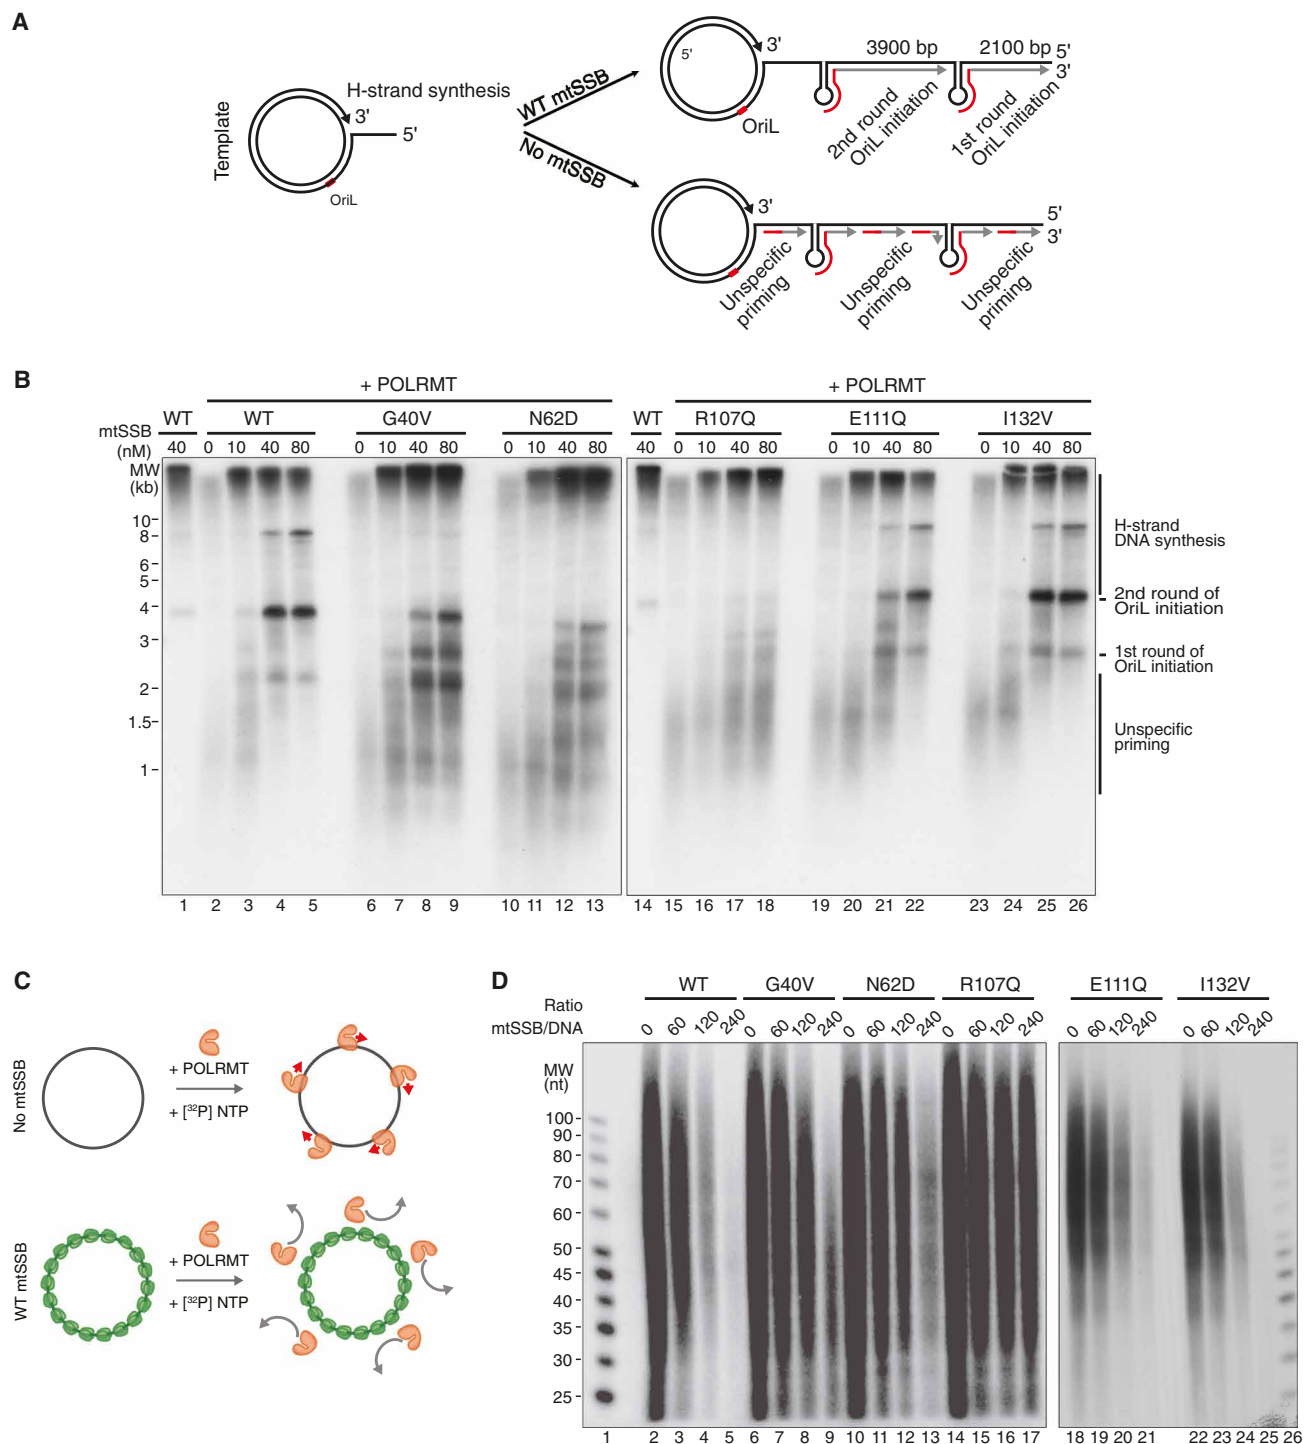 A
Template
H-strand synthesis
3'
5'
OriL
WT mtSSB
No mtSSB
5'
3'
OriL
3900 bp
2100 bp
5'
3'
2nd round
OriL initiation
1st round
OriL initiation
3'
5'
3'
Unspecific
priming
Unspecific
priming
Unspecific
priming
B
+ POLRMT
+ POLRMT
WT WT G40V N62D WT R107Q E111Q I132V
mtSSB
(nM)
40 0 10 40 80 0 10 40 80 0 10 40 80 40 0 10 40 80 0 10 40 80 0 10 40 80
MW
(kb)
10
8
6
5
4
3
2
1.5
1
H-strand
DNA synthesis
2nd round of
OriL initiation
1st round of
OriL initiation
Unspecific
priming
1 2 3 4 5 6 7 8 9 10 11 12 13 14 15 16 17 18 19 20 21 22 23 24 25 26
C
No mtSSB
+ POLRMT
+ [³²P] NTP
WT mtSSB
+ POLRMT
+ [³²P] NTP
D
WT G40V N62D R107Q E111Q I132V
Ratio
mtSSB/DNA
0 60 120 240 0 60 120 240 0 60 120 240 0 60 120 240 0 60 120 240 0 60 120 240
MW
(nt)
100
90
80
70
60
50
45
40
35
30
25
1 2 3 4 5 6 7 8 9 10 11 12 13 14 15 16 17 18 19 20 21 22 23 24 25 26